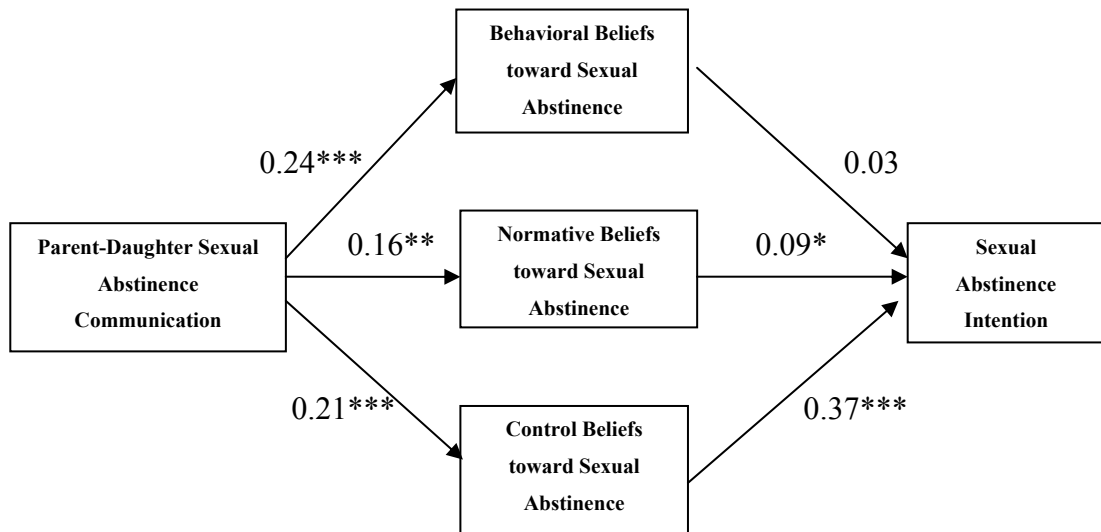 Behavioral Beliefs
toward Sexual
Abstinence
0.24***
0.03
Parent-Daughter Sexual
Abstinence
Communication
0.16**
Normative Beliefs
toward Sexual
Abstinence
0.09*
Sexual
Abstinence
Intention
0.21***
0.37***
Control Beliefs
toward Sexual
Abstinence